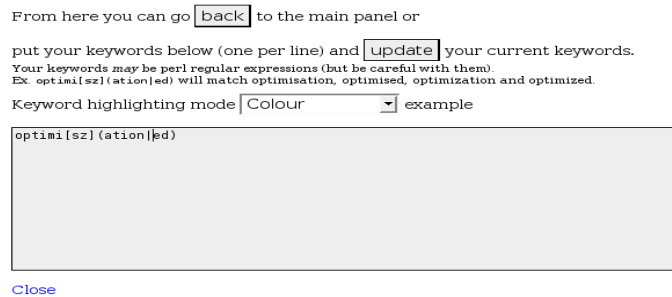 From here you can go back to the main panel or
put your keywords below (one per line) and update your current keywords.
Your keywords may be perl regular expressions (but be careful with them).
Ex. optimi[sz](ation|ed) will match optimisation, optimised, optimization and optimized.
Keyword highlighting mode Colour example
optimi[sz](ation|ed)
Close